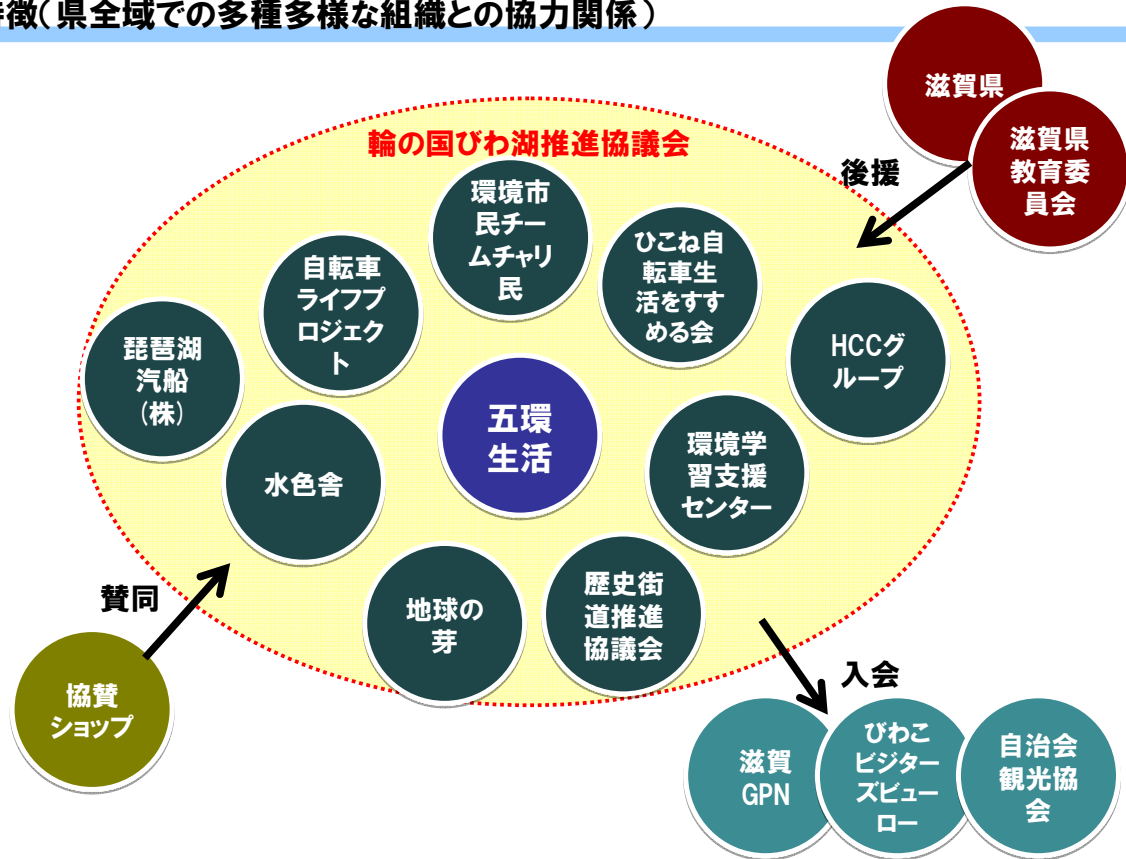 特徴(県全域での多種多様な組織との協力関係)
滋賀県
滋賀県
教育委
員会
後援
輪の国びわ湖推進協議会
環境市
民チー
ムチャリ
民
ひこね自
転車生
活をすす
める会
自転車
ライフプ
ロジェク
ト
HCCグ
ループ
琵琶湖
汽船
(株)
五環
生活
環境学
習支援
センター
水色舎
歴史街
道推進
協議会
地球の
芽
賛同
協賛
ショップ
入会
滋賀
GPN
びわこ
ビジター
ズビュー
ロー
自治会
観光協
会